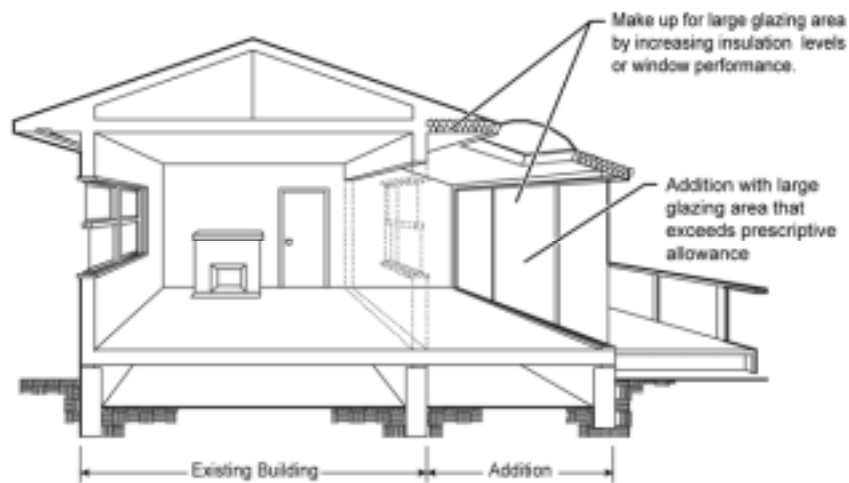 Make up for large glazing area
by increasing insulation levels
or window performance.
Addition with large
glazing area that
exceeds prescriptive
allowance
Existing Building
Addition